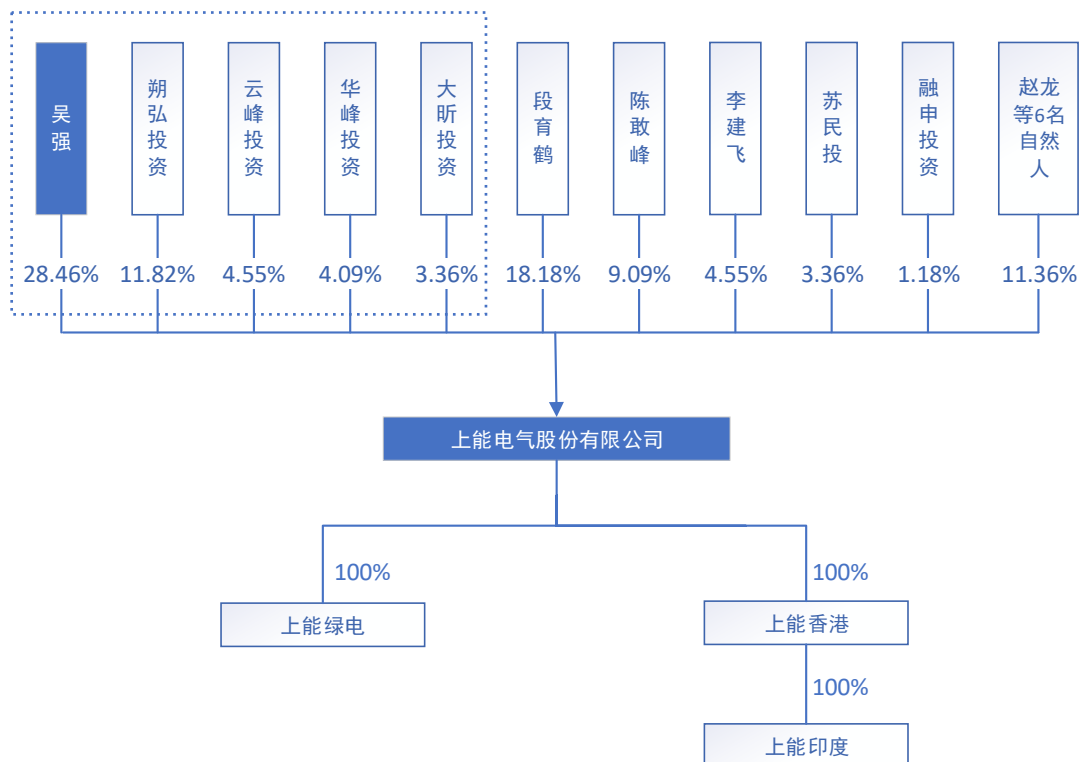 吴强
朔弘投资
云峰投资
华峰投资
大昕投资
段育鹤
陈敢峰
李建飞
苏民投
融申投资
赵龙
等6名
自然
人
28.46%
11.82%
4.55%
4.09%
3.36%
18.18%
9.09%
4.55%
3.36%
1.18%
11.36%
上能电气股份有限公司
100%
100%
上能绿电
上能香港
100%
上能印度